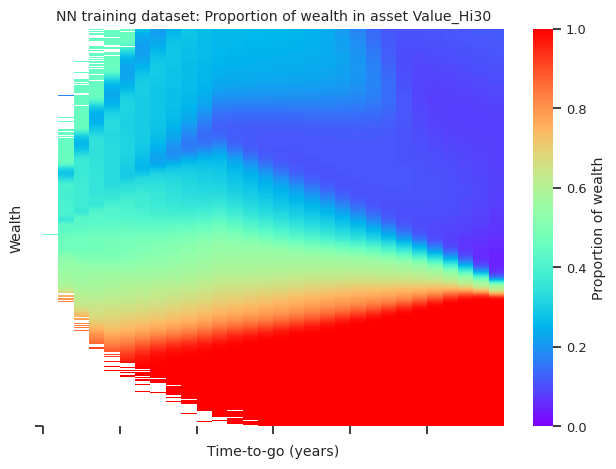 NN training dataset: Proportion of wealth in asset Value_Hi30
Wealth
Time-to-go (years)
1.0
0.8
0.6
0.4
0.2
0.0
Proportion of wealth